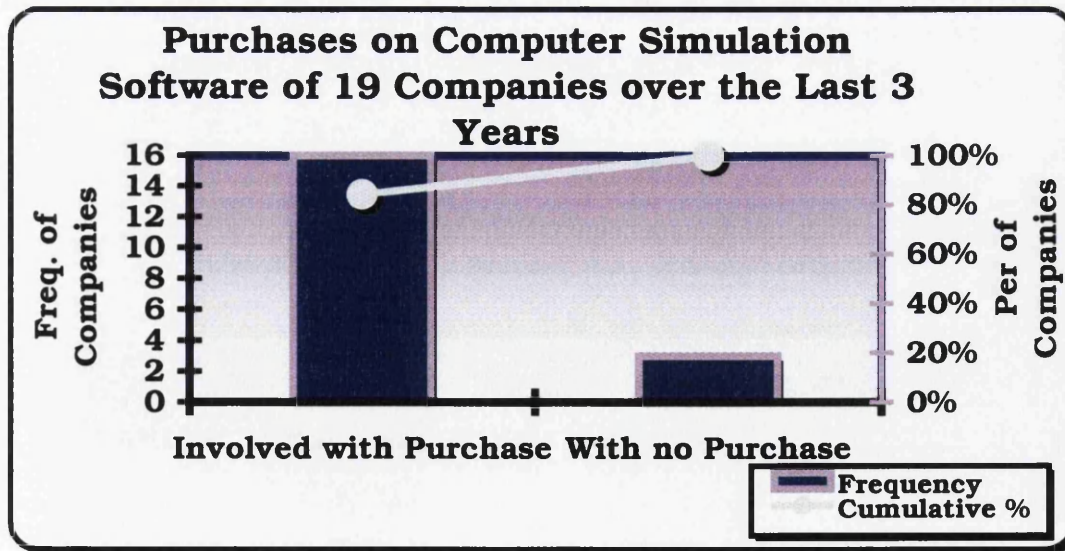 Purchases on Computer Simulation
Software of 19 Companies over the Last 3
Years
16
14
12
10
8
6
4
2
0
Freq. of
Companies
100%
80%
60%
40%
20%
0%
Per of
Companies
Involved with Purchase With no Purchase
Frequency
Cumulative %